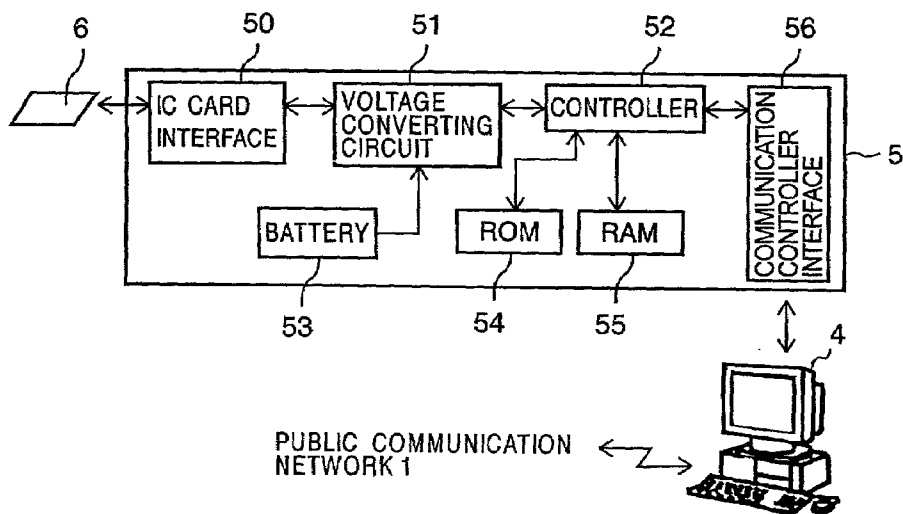 6
50
51
52
56
IC CARD
INTERFACE
VOLTAGE
CONVERTING
CIRCUIT
CONTROLLER
COMMUNICATION
CONTROLLER
INTERFACE
5
BATTERY
ROM
RAM
53
54
55
4
PUBLIC COMMUNICATION
NETWORK 1